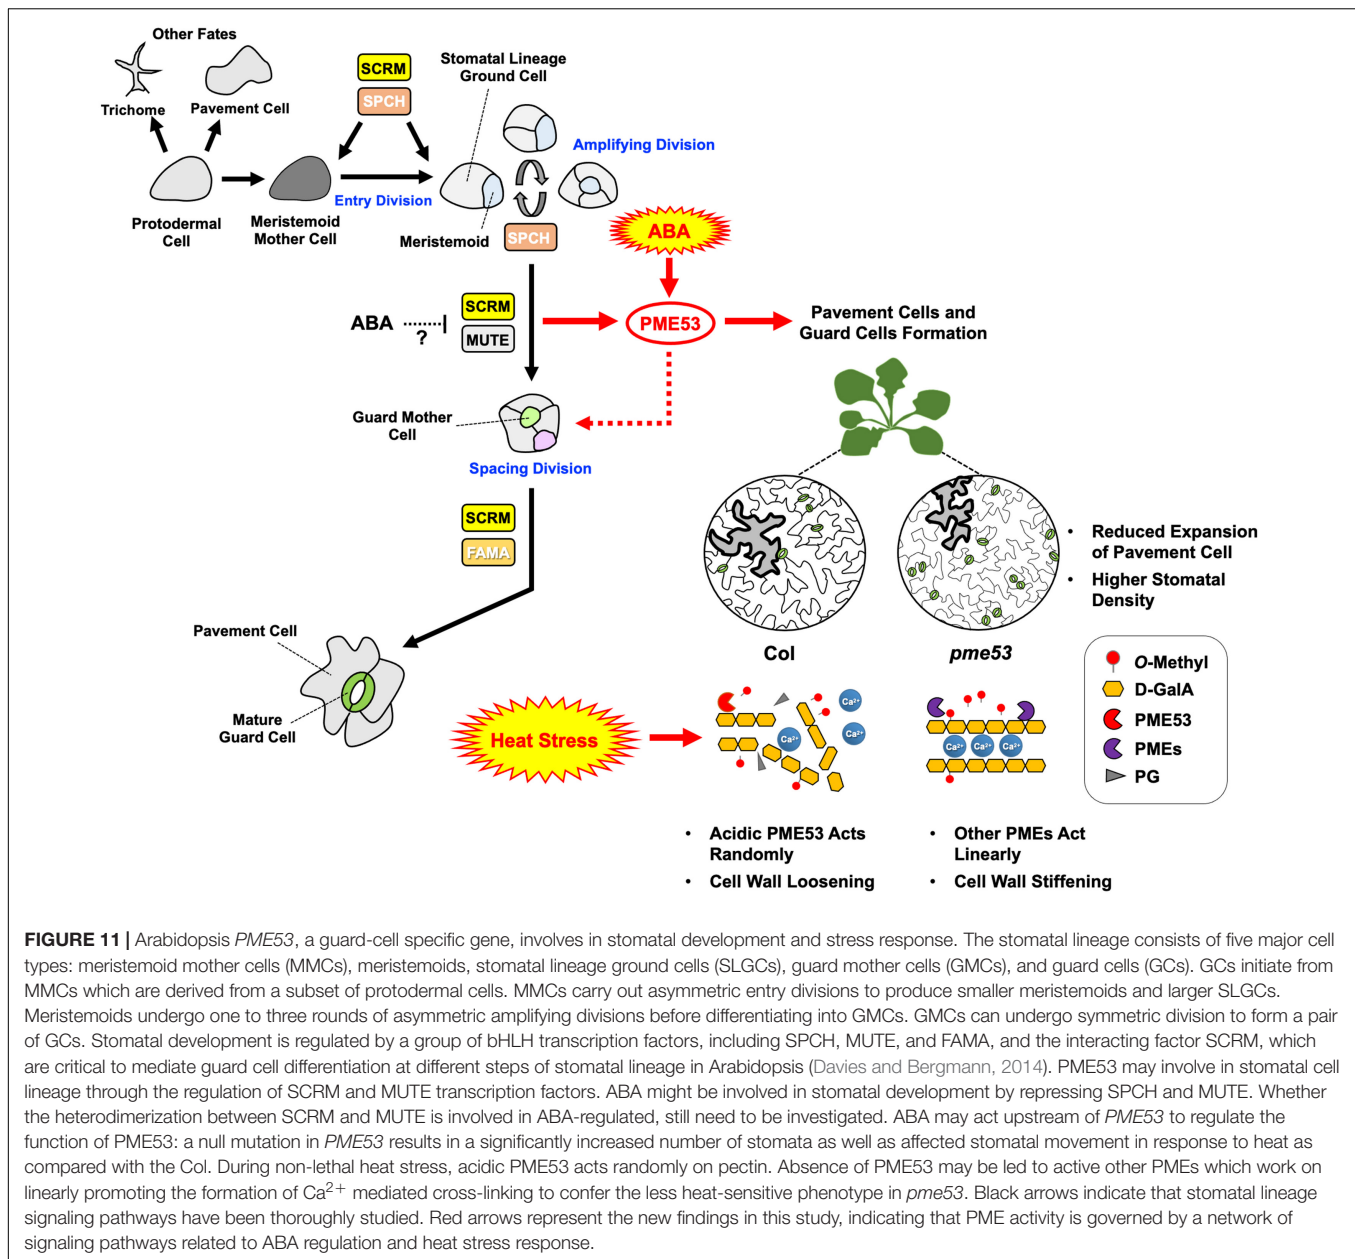 Other Fates
Trichome
Pavement Cell
SCRM
SPCH
Stomatal Lineage
Ground Cell
Amplifying Division
Entry Division
Protodermal
Cell
Meristemoid
Mother Cell
Meristemoid
SPCH
ABA
ABA
?
SCRM
MUTE
PME53
Pavement Cells and
Guard Cells Formation
Guard Mother
Cell
Spacing Division
SCRM
FAMA
Pavement Cell
Mature
Guard Cell
• Reduced Expansion
of Pavement Cell
• Higher Stomatal
Density
Col
pme53
Heat Stress
Ca²⁺
Ca²⁺
Ca²⁺
Ca²⁺
Ca²⁺
Ca²⁺
Ca²⁺
O-Methyl
D-GalA
PME53
PMEs
PG
• Acidic PME53 Acts
Randomly
• Cell Wall Loosening
• Other PMEs Act
Linearly
• Cell Wall Stiffening
FIGURE 11 | Arabidopsis PME53, a guard-cell specific gene, involves in stomatal development and stress response. The stomatal lineage consists of five major cell
types: meristemoid mother cells (MMCs), meristemoids, stomatal lineage ground cells (SLGCs), guard mother cells (GMCs), and guard cells (GCs). GCs initiate from
MMCs which are derived from a subset of protodermal cells. MMCs carry out asymmetric entry divisions to produce smaller meristemoids and larger SLGCs.
Meristemoids undergo one to three rounds of asymmetric amplifying divisions before differentiating into GMCs. GMCs can undergo symmetric division to form a pair
of GCs. Stomatal development is regulated by a group of bHLH transcription factors, including SPCH, MUTE, and FAMA, and the interacting factor SCRM, which
are critical to mediate guard cell differentiation at different steps of stomatal lineage in Arabidopsis (Davies and Bergmann, 2014). PME53 may involve in stomatal cell
lineage through the regulation of SCRM and MUTE transcription factors. ABA might be involved in stomatal development by repressing SPCH and MUTE. Whether
the heterodimerization between SCRM and MUTE is involved in ABA-regulated, still need to be investigated. ABA may act upstream of PME53 to regulate the
function of PME53: a null mutation in PME53 results in a significantly increased number of stomata as well as affected stomatal movement in response to heat as
compared with the Col. During non-lethal heat stress, acidic PME53 acts randomly on pectin. Absence of PME53 may be led to active other PMEs which work on
linearly promoting the formation of Ca²⁺ mediated cross-linking to confer the less heat-sensitive phenotype in pme53. Black arrows indicate that stomatal lineage
signaling pathways have been thoroughly studied. Red arrows represent the new findings in this study, indicating that PME activity is governed by a network of
signaling pathways related to ABA regulation and heat stress response.